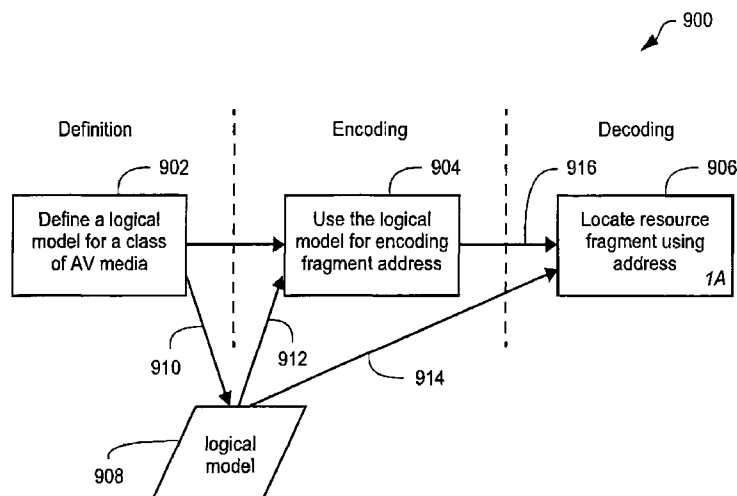 900
Definition
Encoding
Decoding
902
904
916
906
Define a logical
model for a class
of AV media
Use the logical
model for encoding
fragment address
Locate resource
fragment using
address
1A
910
912
914
908
logical
model